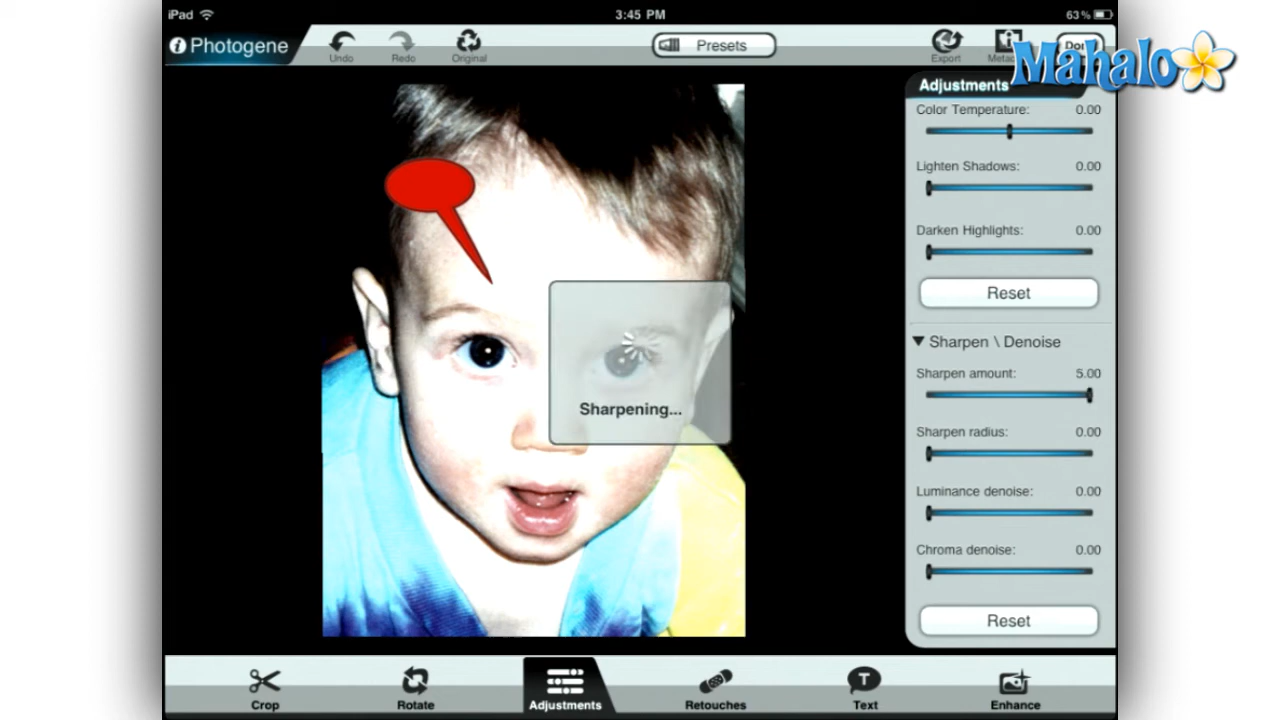 iPad 3:45 PM 63%
Photogene Undo Redo Original Presets Export
Mahalo
Adjustments
Color Temperature: 0.00
Lighten Shadows: 0.00
Darken Highlights: 0.00
Reset
Sharpen \ Denoise
Sharpen amount: 5.00
Sharpening...
Sharpen radius: 0.00
Luminance denoise: 0.00
Chroma denoise: 0.00
Reset
Crop Rotate Adjustments Retouches Text Enhance